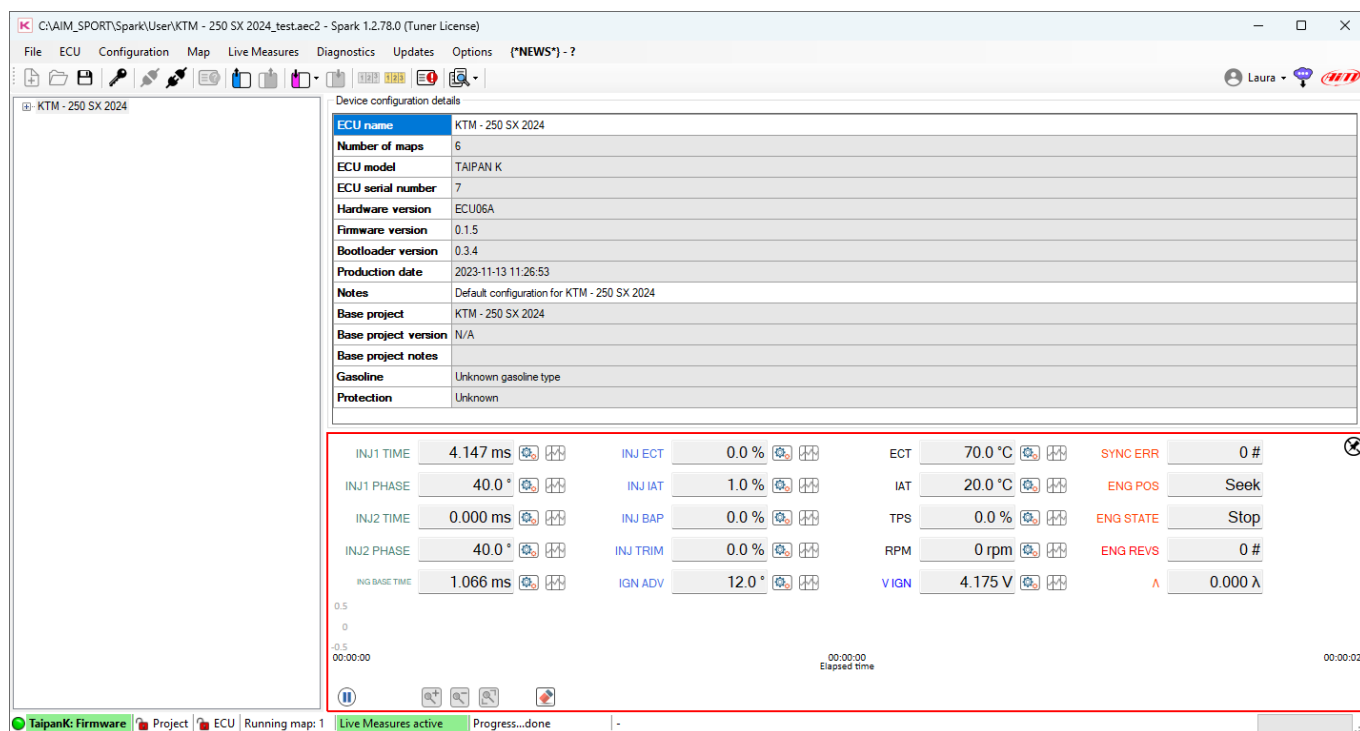 C:\AIM_SPORT\Spark\User\KTM - 250 SX 2024_test.aec2 - Spark 1.2.78.0 (Tuner License)
File ECU Configuration Map Live Measures Diagnostics Updates Options {*NEWS*} - ?
123 123 Laura AiM
KTM - 250 SX 2024
Device configuration details
ECU name KTM - 250 SX 2024
Number of maps 6
ECU model TAIPAN K
ECU serial number 7
Hardware version ECU06A
Firmware version 0.1.5
Bootloader version 0.3.4
Production date 2023-11-13 11:26:53
Notes Default configuration for KTM - 250 SX 2024
Base project KTM - 250 SX 2024
Base project version N/A
Base project notes
Gasoline Unknown gasoline type
Protection Unknown
INJ1 TIME 4.147 ms INJ ECT 0.0 % ECT 70.0 °C SYNC ERR 0 #
INJ1 PHASE 40.0 ° INJ IAT 1.0 % IAT 20.0 °C ENG POS Seek
INJ2 TIME 0.000 ms INJ BAP 0.0 % TPS 0.0 % ENG STATE Stop
INJ2 PHASE 40.0 ° INJ TRIM 0.0 % RPM 0 rpm ENG REVS 0 #
ING BASE TIME 1.066 ms IGN ADV 12.0 ° V IGN 4.175 V Λ 0.000 λ
0.5
0
-0.5
00:00:00 00:00:00 00:00:02
Elapsed time
TaipanK: Firmware Project ECU Running map: 1 Live Measures active Progress...done -